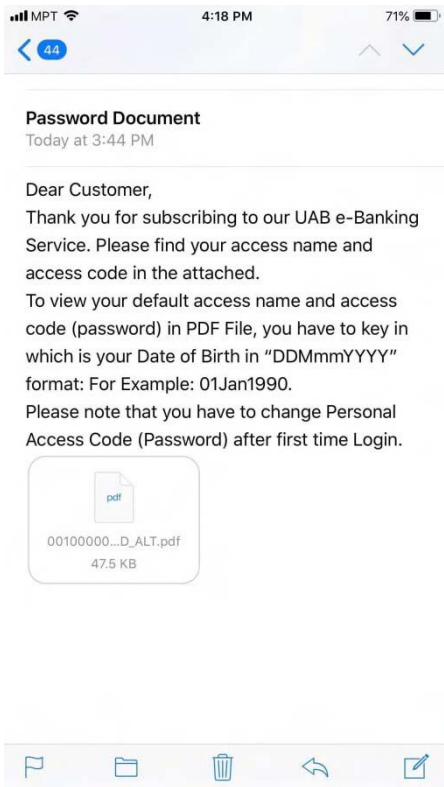 MPT 4:18 PM 71%
44
Password Document
Today at 3:44 PM
Dear Customer,
Thank you for subscribing to our UAB e-Banking
Service. Please find your access name and
access code in the attached.
To view your default access name and access
code (password) in PDF File, you have to key in
which is your Date of Birth in “DDMmmYYYY”
format: For Example: 01Jan1990.
Please note that you have to change Personal
Access Code (Password) after first time Login.
pdf
00100000...D_ALT.pdf
47.5 KB